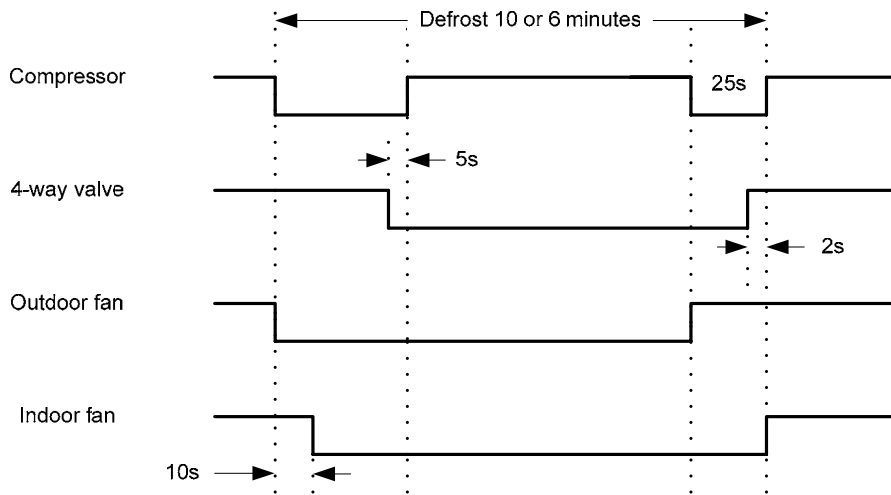 Defrost 10 or 6 minutes
Compressor
25s
5s
4-way valve
2s
Outdoor fan
Indoor fan
10s